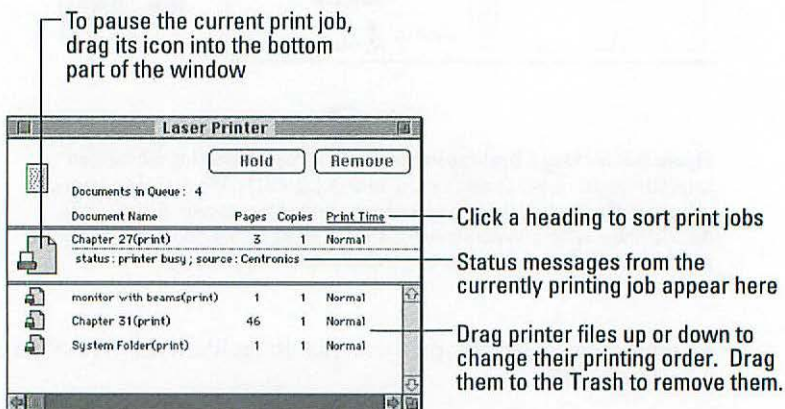 To pause the current print job,
drag its icon into the bottom
part of the window
Laser Printer
Hold
Remove
Documents in Queue : 4
Document Name Pages Copies Print Time
Chapter 27(print) 3 1 Normal
status : printer busy ; source : Centronics
monitor with beams(print) 1 1 Normal
Chapter 31(print) 46 1 Normal
System Folder(print) 1 1 Normal
Click a heading to sort print jobs
Status messages from the
currently printing job appear here
Drag printer files up or down to
change their printing order. Drag
them to the Trash to remove them.